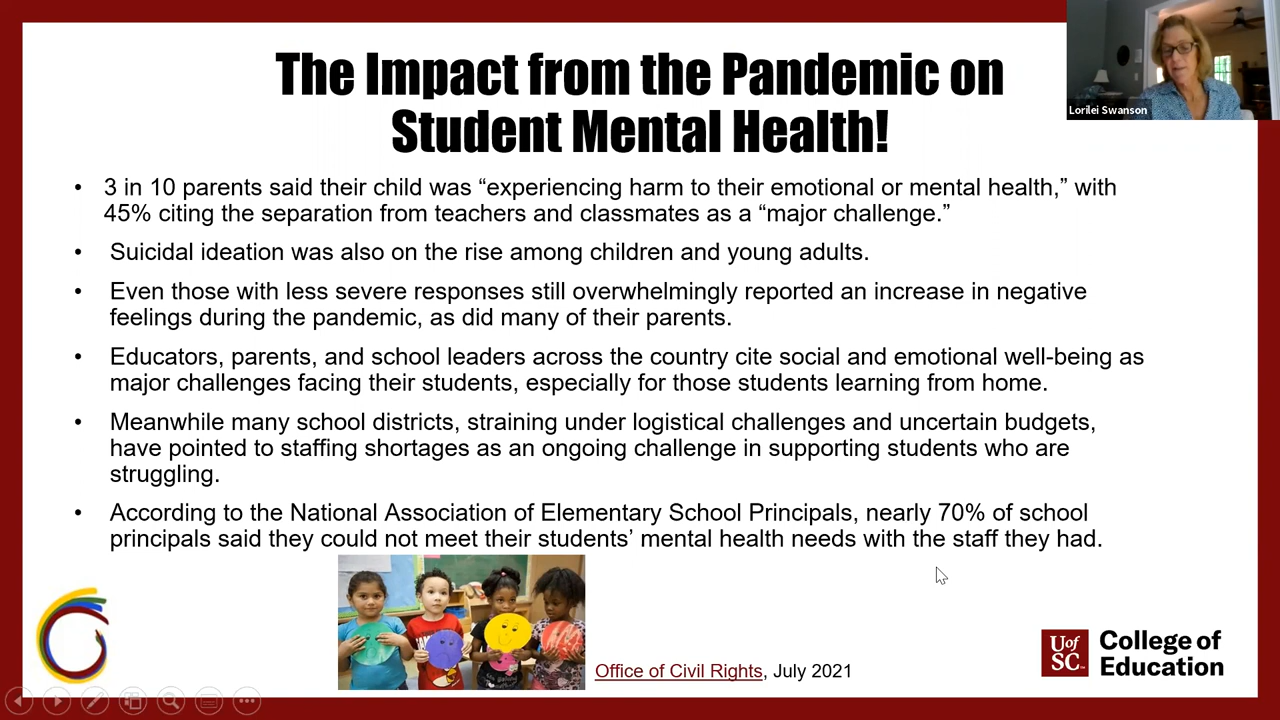 The Impact from the Pandemic on
Student Mental Health!
Lorilei Swanson
• 3 in 10 parents said their child was “experiencing harm to their emotional or mental health,” with
45% citing the separation from teachers and classmates as a “major challenge.”
• Suicidal ideation was also on the rise among children and young adults.
• Even those with less severe responses still overwhelmingly reported an increase in negative
feelings during the pandemic, as did many of their parents.
• Educators, parents, and school leaders across the country cite social and emotional well-being as
major challenges facing their students, especially for those students learning from home.
• Meanwhile many school districts, straining under logistical challenges and uncertain budgets,
have pointed to staffing shortages as an ongoing challenge in supporting students who are
struggling.
• According to the National Association of Elementary School Principals, nearly 70% of school
principals said they could not meet their students’ mental health needs with the staff they had.
Office of Civil Rights, July 2021
UofSC
College of
Education